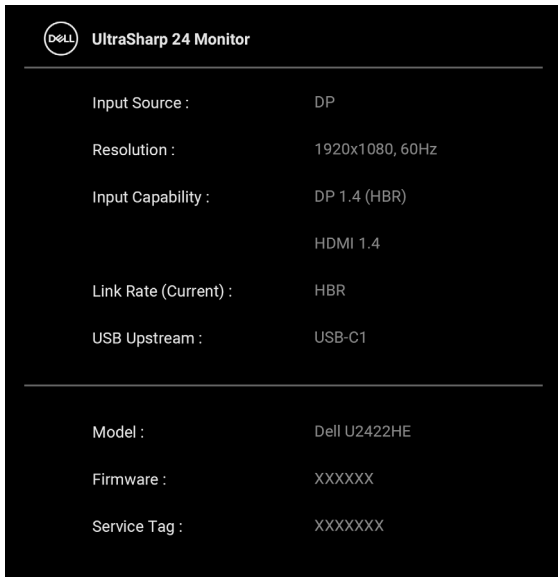 DELL UltraSharp 24 Monitor
Input Source : DP
Resolution : 1920x1080, 60Hz
Input Capability : DP 1.4 (HBR)
HDMI 1.4
Link Rate (Current) : HBR
USB Upstream : USB-C1
Model : Dell U2422HE
Firmware : XXXXXX
Service Tag : XXXXXXX